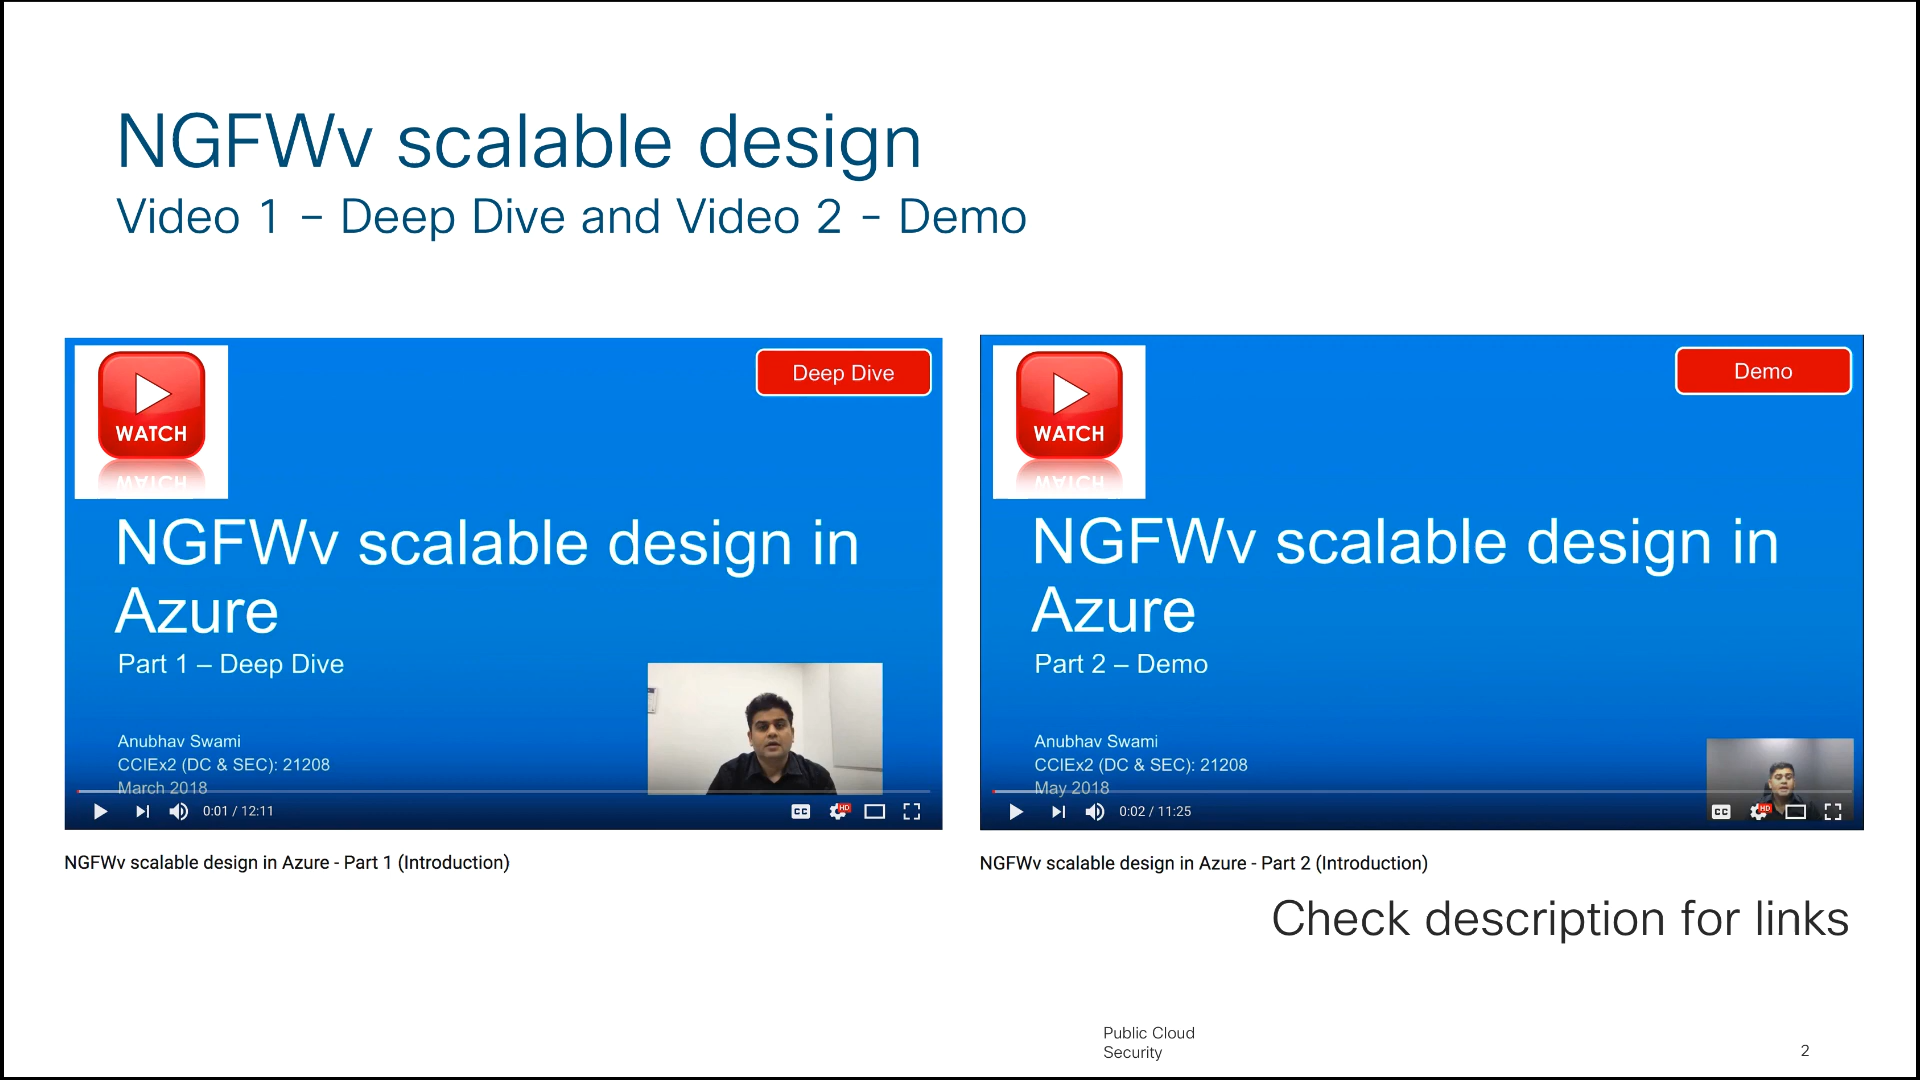 NGFWv scalable design
Video 1 – Deep Dive and Video 2 - Demo
WATCH
Deep Dive
NGFWv scalable design in
Azure
Part 1 – Deep Dive
Anubhav Swami
CCIEx2 (DC & SEC): 21208
March 2018
0:01 / 12:11
CC
HD
NGFWv scalable design in Azure - Part 1 (Introduction)
WATCH
Demo
NGFWv scalable design in
Azure
Part 2 – Demo
Anubhav Swami
CCIEx2 (DC & SEC): 21208
May 2018
0:02 / 11:25
CC
HD
NGFWv scalable design in Azure - Part 2 (Introduction)
Check description for links
Public Cloud
Security
2